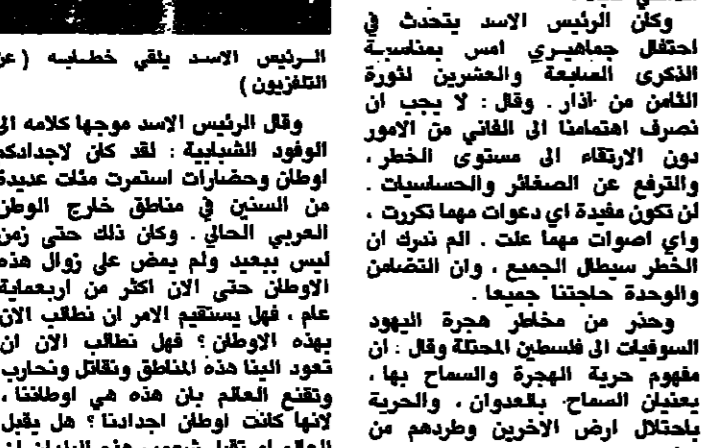 وكان الرئيس الاسد يتحدث في
احتفال جماهيري امس بمناسبة
الذكرى السابعة والعشرين لثورة
الثامن من اذار . وقال : لا يجب ان
نصرف اهتمامنا الى الفاني من الامور
دون الارتقاء الى مستوى الخطر ،
والترفع عن الصغائر والحساسيات .
لن تكون مفيدة اي دعوات مهما تكررت ،
واي اصوات مهما علت . الم ندرك ان
الخطر سيطال الجميع ، وان التضامن
والوحدة حاجتنا جميعا .
وحذر من مخاطر هجرة اليهود
السوفيات الى فلسطين المحتلة وقال : ان
مفهوم حرية الهجرة والسماح بها ،
يعنيان السماح بالعدوان ، والحرية
باحتلال ارض الاخرين وطردهم من
الرئيس الاسد يلقي خطابه ( عن
التلفزيون )
وقال الرئيس الاسد موجها كلامه الى
الوفود الشبابية : لقد كان لاجدادكم
اوطان وحضارات استمرت مئات عديدة
من السنين في مناطق خارج الوطن
العربي الحالي . وكان ذلك حتى زمن
ليس ببعيد ولم يمض على زوال هذه
الاوطان حتى الان اكثر من اربعماية
عام ، فهل يستقيم الامر ان نطالب الان
بهذه الاوطان ؟ فهل نطالب الان ان
تعود الينا هذه المناطق ونقاتل ونحارب
ونقنع العالم بان هذه هي اوطاننا ،
لانها كانت اوطان اجدادنا ؟ هل يقبل